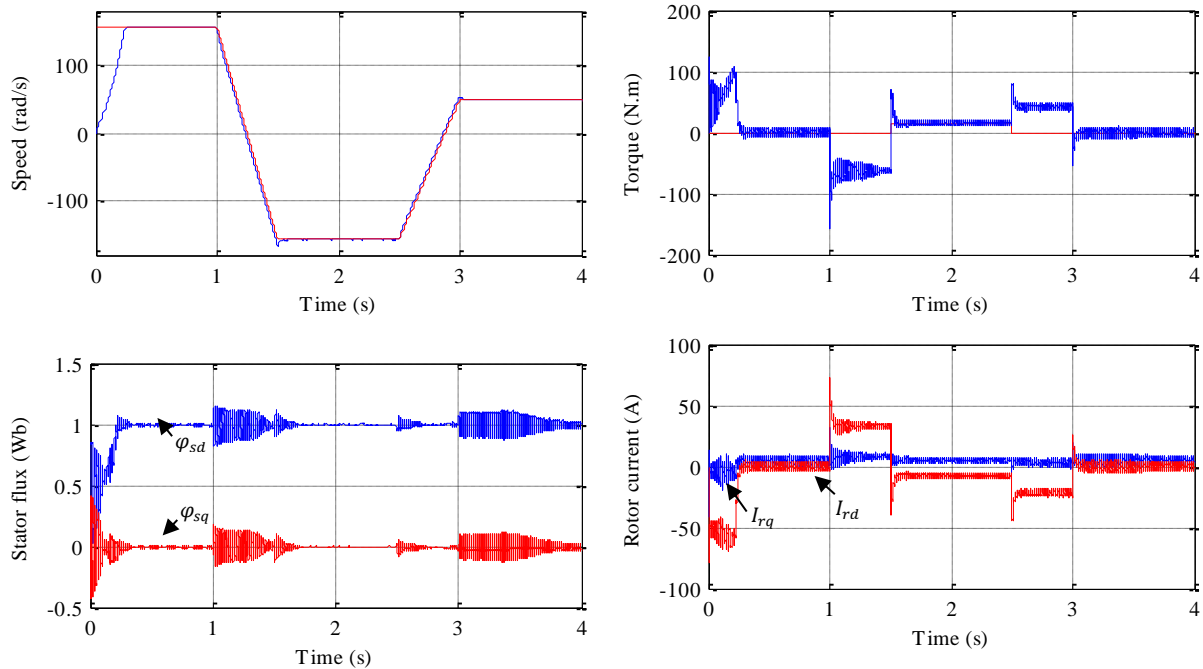 Speed (rad/s)
100
0
-100
0 1 2 3 4
Time (s)
Torque (N.m)
200
100
0
-100
-200
0 1 2 3 4
Time (s)
Stator flux (Wb)
1.5
1
0.5
0
-0.5
φsd
φsq
0 1 2 3 4
Time (s)
Rotor current (A)
100
50
0
-50
-100
Irq
Ird
0 1 2 3 4
Time (s)